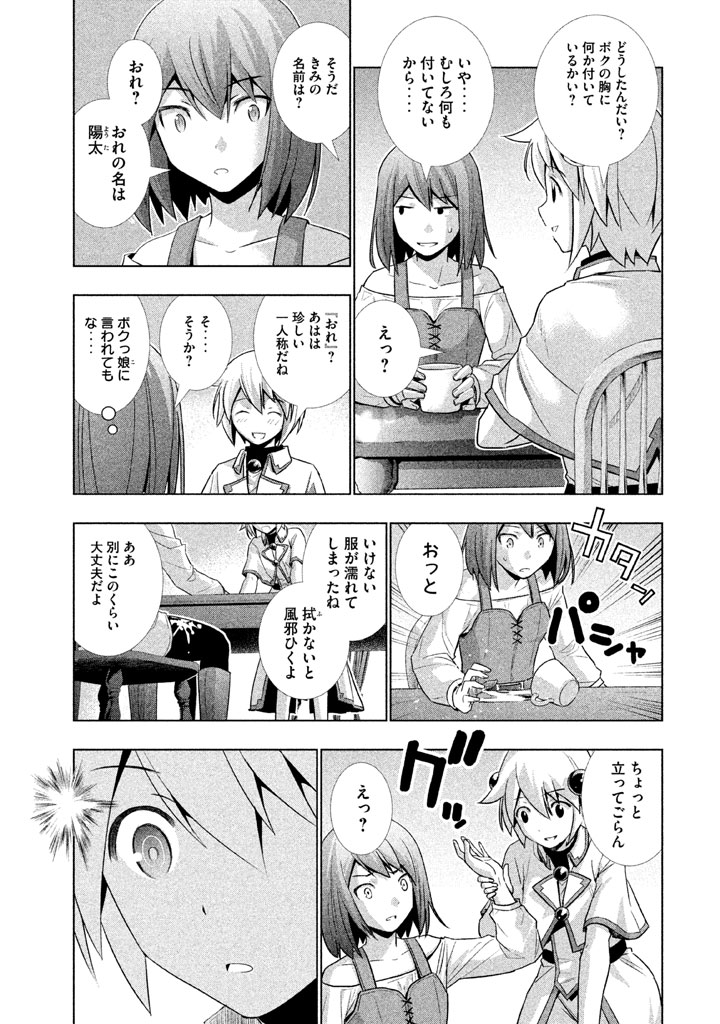 どうしたんだい?
ボクの胸に
何か付いて
いるかい?
いや‥‥
むしろ何も
付いてない
から‥‥
えっ?
そうだ
きみの
名前は?
おれ?
おれの名は
陽太
ようた
『おれ』?
あはは
珍しい
一人称だね
そ‥‥
そうか?
ボクっ娘に
こ
言われても
な‥‥
ガタン
おっと
パシャ
いけない
服が濡れて
しまったね
拭かないと
ふ
風邪ひくよ
ああ
別にこのくらい
大丈夫だよ
ちょっと
立ってごらん
グッ
えっ?